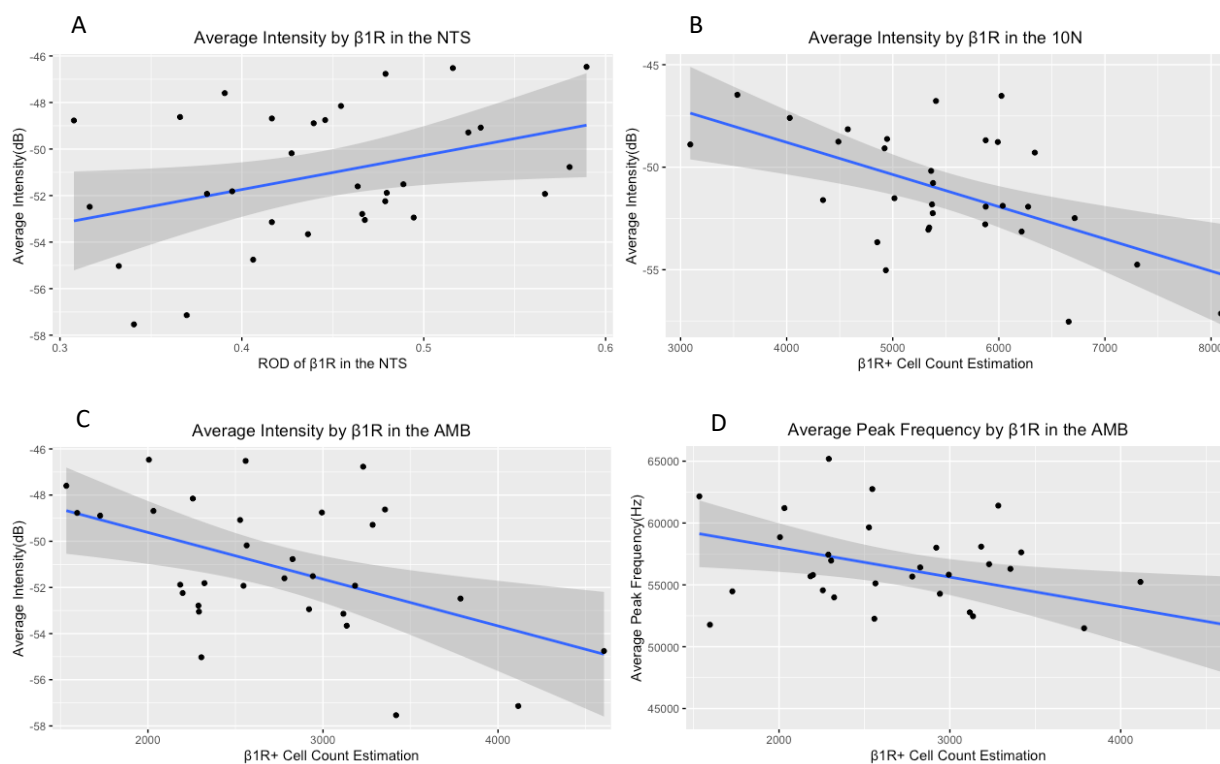 A
Average Intensity by β1R in the NTS
Average Intensity(dB)
-46
-48
-50
-52
-54
-56
-58
0.3 0.4 0.5 0.6
ROD of β1R in the NTS
B
Average Intensity by β1R in the 10N
Average Intensity(dB)
-45
-50
-55
3000 4000 5000 6000 7000 8000
β1R+ Cell Count Estimation
C
Average Intensity by β1R in the AMB
Average Intensity(dB)
-46
-48
-50
-52
-54
-56
-58
2000 3000 4000
β1R+ Cell Count Estimation
D
Average Peak Frequency by β1R in the AMB
Average Peak Frequency(Hz)
65000
60000
55000
50000
45000
2000 3000 4000
β1R+ Cell Count Estimation